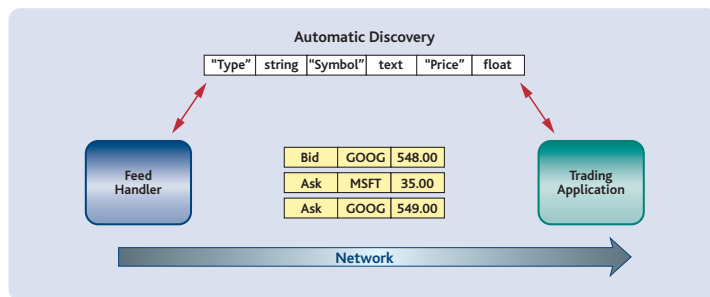 Automatic Discovery
"Type" string "Symbol" text "Price" float
Feed
Handler
Bid GOOG 548.00
Ask MSFT 35.00
Ask GOOG 549.00
Trading
Application
Network